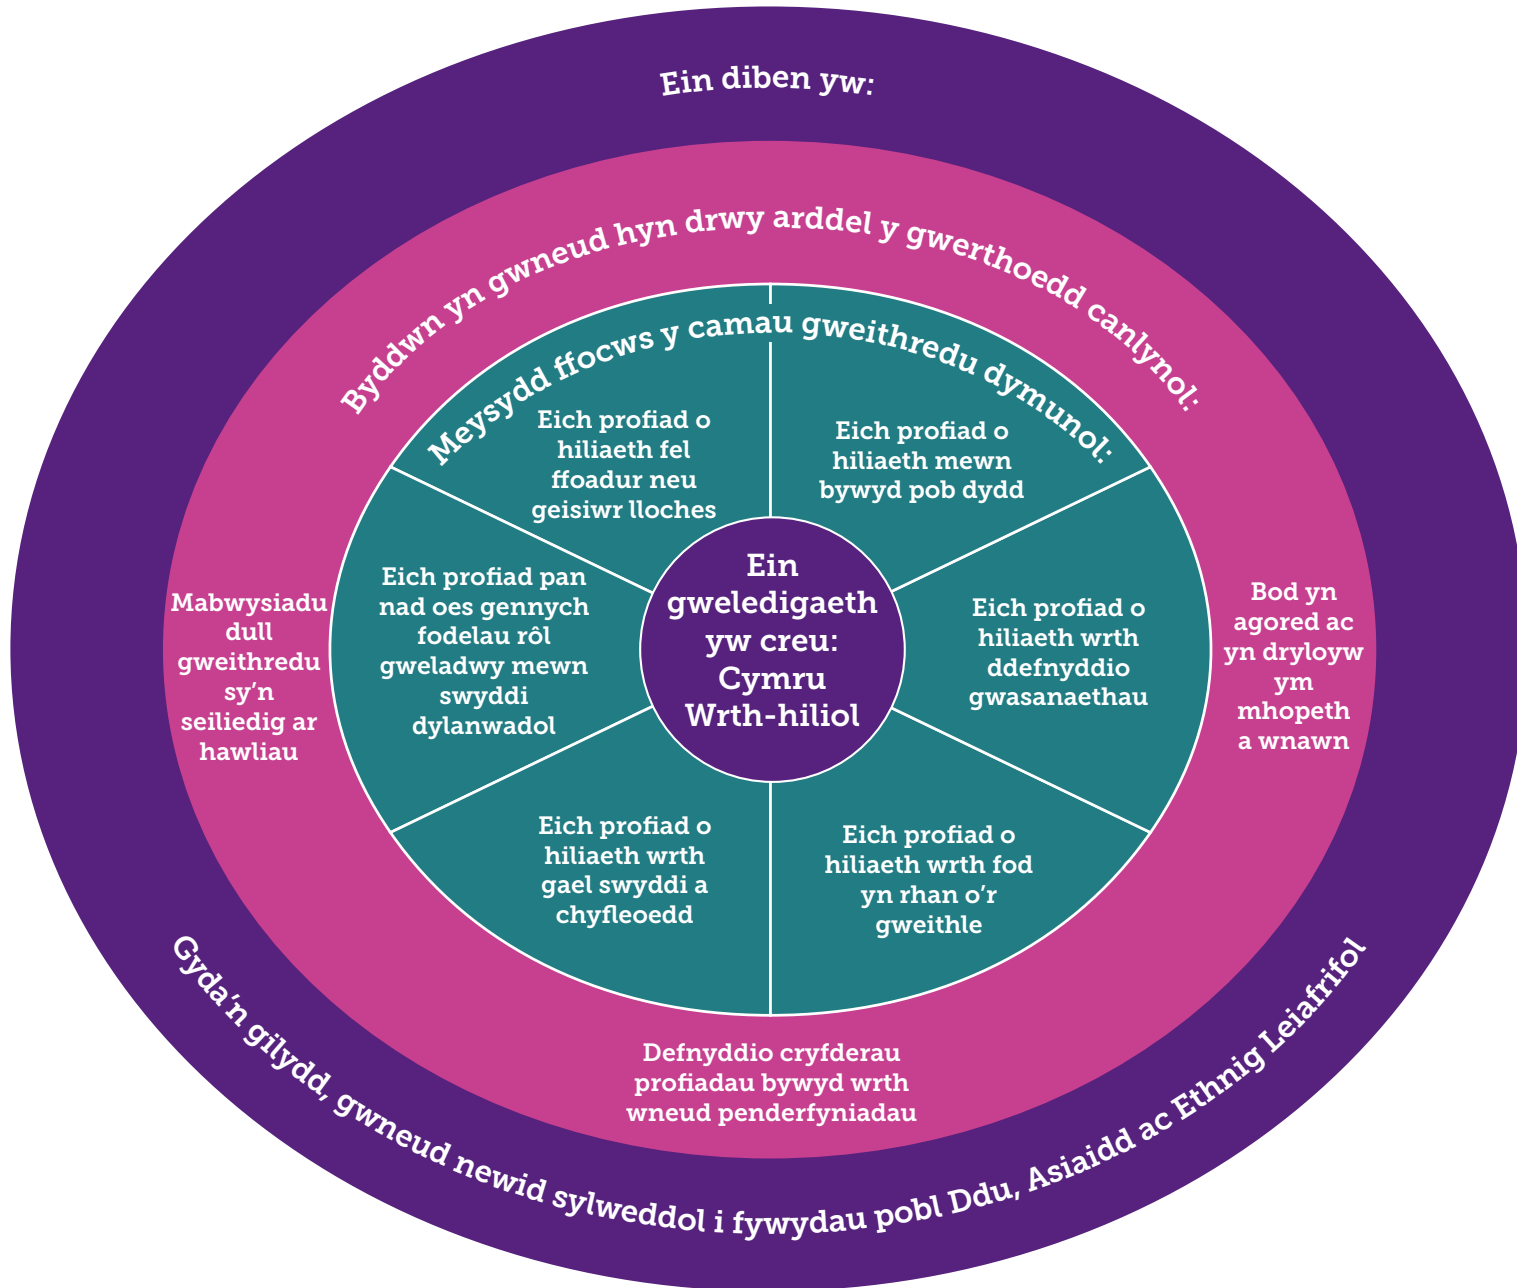 Ein diben yw:
Gyda’n gilydd, gwneud newid sylweddol i fywydau pobl Ddu, Asiaidd ac Ethnig Leiafrifol
Byddwn yn gwneud hyn drwy arddel y gwerthoedd canlynol:
Mabwysiadu
dull
gweithredu
sy’n
seiliedig ar
hawliau
Bod yn
agored ac
yn dryloyw
ym
mhopeth
a wnawn
Defnyddio cryfderau
profiadau bywyd wrth
wneud penderfyniadau
Meysydd ffocws y camau gweithredu dymunol:
Eich profiad o
hiliaeth fel
ffoadur neu
geisiwr lloches
Eich profiad o
hiliaeth mewn
bywyd pob dydd
Eich profiad pan
nad oes gennych
fodelau rôl
gweladwy mewn
swyddi
dylanwadol
Eich profiad o
hiliaeth wrth
ddefnyddio
gwasanaethau
Eich profiad o
hiliaeth wrth
gael swyddi a
chyfleoedd
Eich profiad o
hiliaeth wrth fod
yn rhan o’r
gweithle
Ein
gweledigaeth
yw creu:
Cymru
Wrth-hiliol